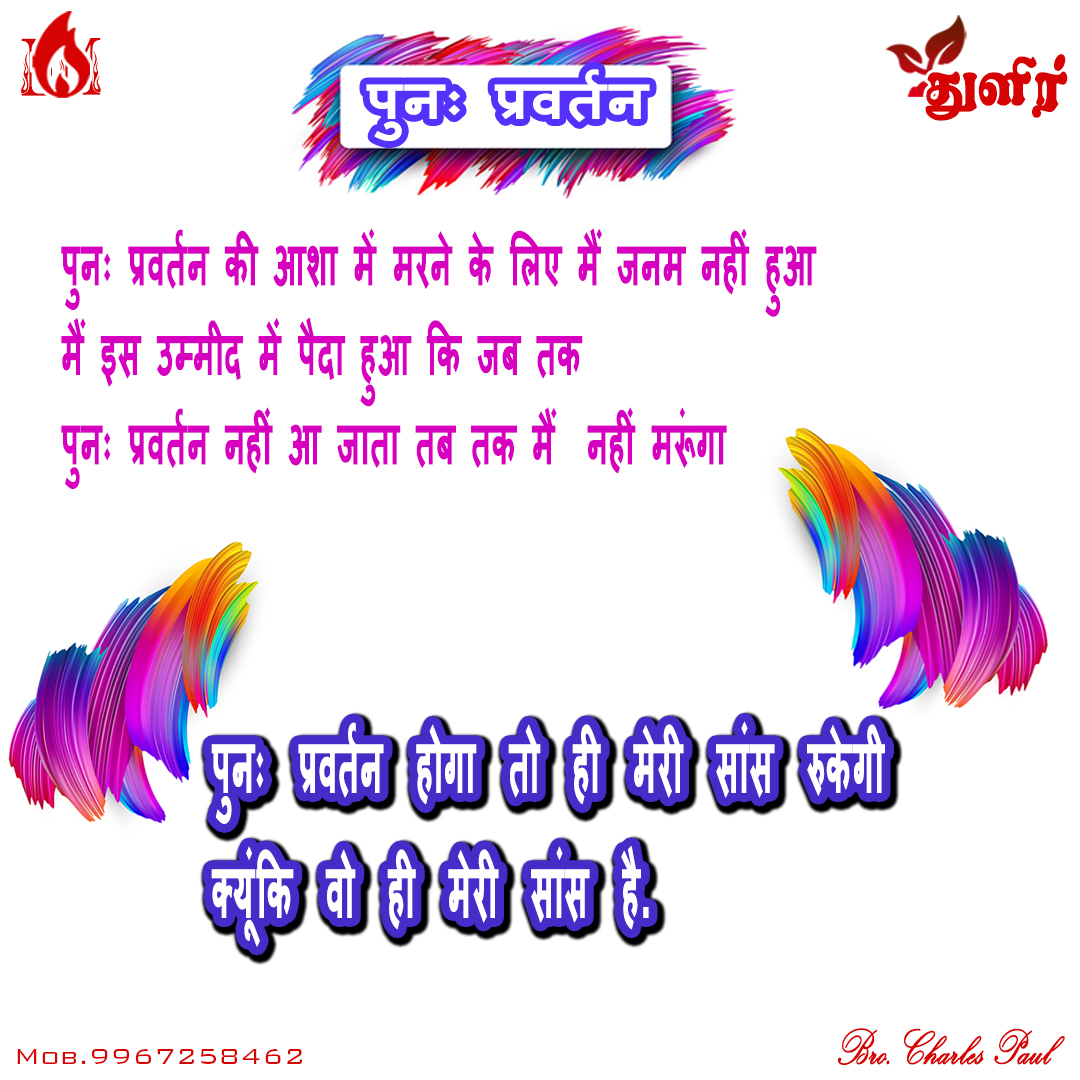 துளிர்
पुनः प्रवर्तन
पुनः प्रवर्तन की आशा में मरने के लिए मैं जनम नहीं हुआ
मैं इस उम्मीद में पैदा हुआ कि जब तक
पुनः प्रवर्तन नहीं आ जाता तब तक मैं नहीं मरूंगा
पुनः प्रवर्तन होगा तो ही मेरी सांस रुकेगी
क्यूंकि वो ही मेरी सांस है.
Mob.9967258462
Bro. Charles Paul